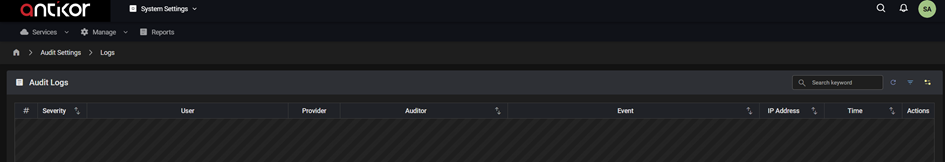 antikor
System Settings
SA
Services
Manage
Reports
Audit Settings
Logs
Audit Logs
Search keyword
# Severity User Provider Auditor Event IP Address Time Actions